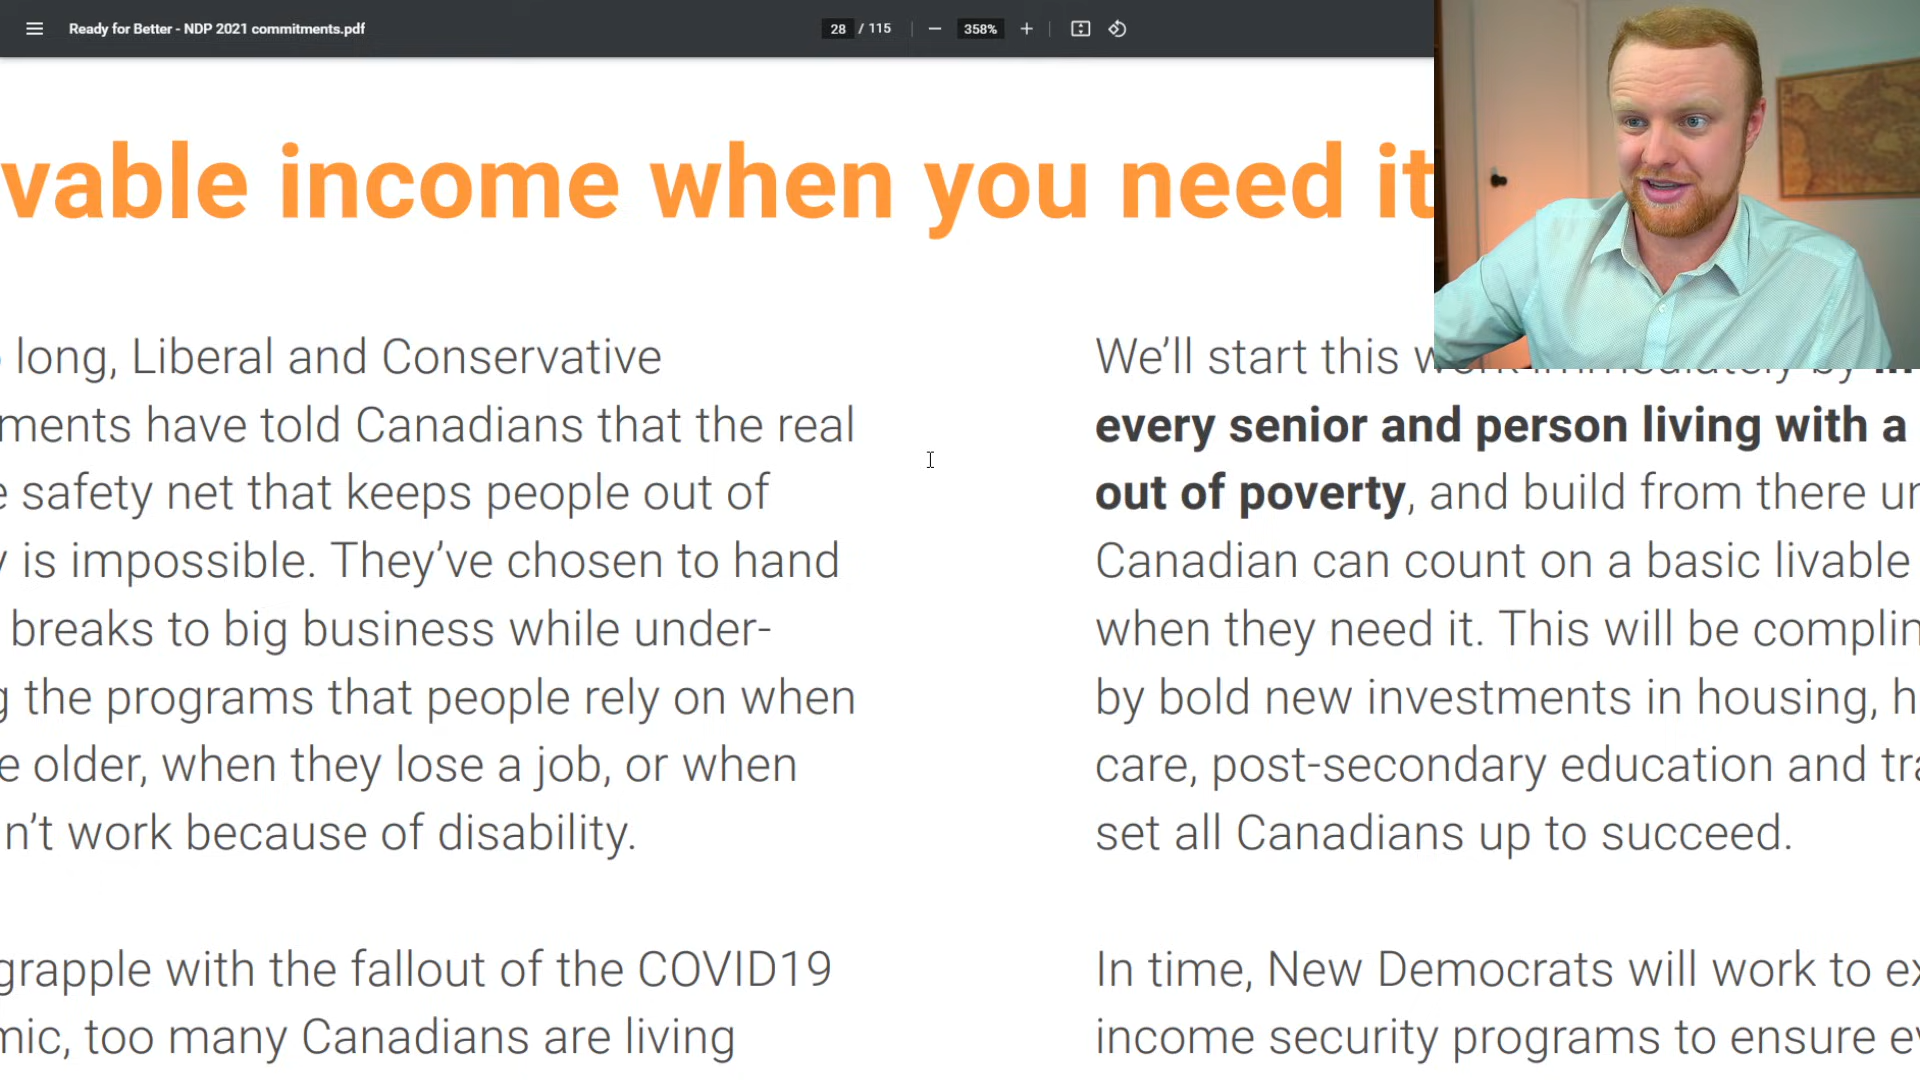 Ready for Better - NDP 2021 commitments.pdf
28 / 115
358%
vable income when you need it
long, Liberal and Conservative
ments have told Canadians that the real
safety net that keeps people out of
is impossible. They’ve chosen to hand
breaks to big business while under-
the programs that people rely on when
older, when they lose a job, or when
n’t work because of disability.
grapple with the fallout of the COVID19
mic, too many Canadians are living
We’ll start this work immediately by
every senior and person living with a
out of poverty, and build from there
Canadian can count on a basic livable
when they need it. This will be complim
by bold new investments in housing, h
care, post-secondary education and tra
set all Canadians up to succeed.
In time, New Democrats will work to ex
income security programs to ensure ev